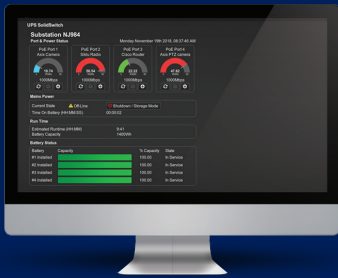 UPS SolidSwitch
Substation NJ984
Port & Power Status
Monday November 19th 2018, 08:37:46 AM
PoE Port 1
Axis Camera
PoE Port 2
Siklu Radio
PoE Port 3
Cisco Router
PoE Port 4
Axis PTZ camera
1000Mbps
1000Mbps
1000Mbps
1000Mbps
Mains Power
Current State Off-Line Shutdown / Storage Mode
Time On Battery (HH:MM:SS) 00:00:02
Run Time
Estimated Runtime (HH:MM) 9:41
Battery Capacity 1400Wh
Battery Status
Battery Capacity % Capacity State
#1 Installed 100.00 In Service
#2 Installed 100.00 In Service
#3 Installed 100.00 In Service
#4 Installed 100.00 In Service